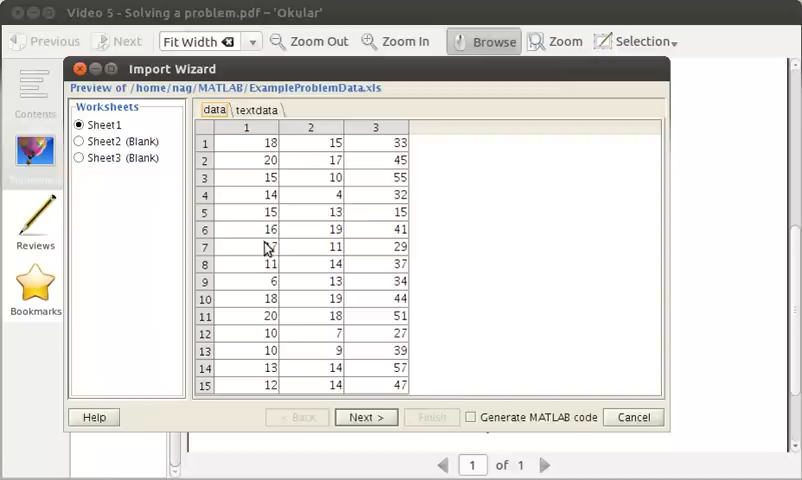 Video 5 - Solving a problem.pdf – 'Okular'
Previous Next Fit Width Zoom Out Zoom In Browse Zoom Selection
Import Wizard
Preview of /home/nag/MATLAB/ExampleProblemData.xls
Worksheets
Sheet1
Sheet2 (Blank)
Sheet3 (Blank)
Contents
Reviews
Bookmarks
data textdata
1 2 3
1 18 15 33
2 20 17 45
3 15 10 55
4 14 4 32
5 15 13 15
6 16 19 41
7 11 29
8 11 14 37
9 6 13 34
10 18 19 44
11 20 18 51
12 10 7 27
13 10 9 39
14 13 14 57
15 12 14 47
Help < Back Next > Finish Generate MATLAB code Cancel
1 of 1